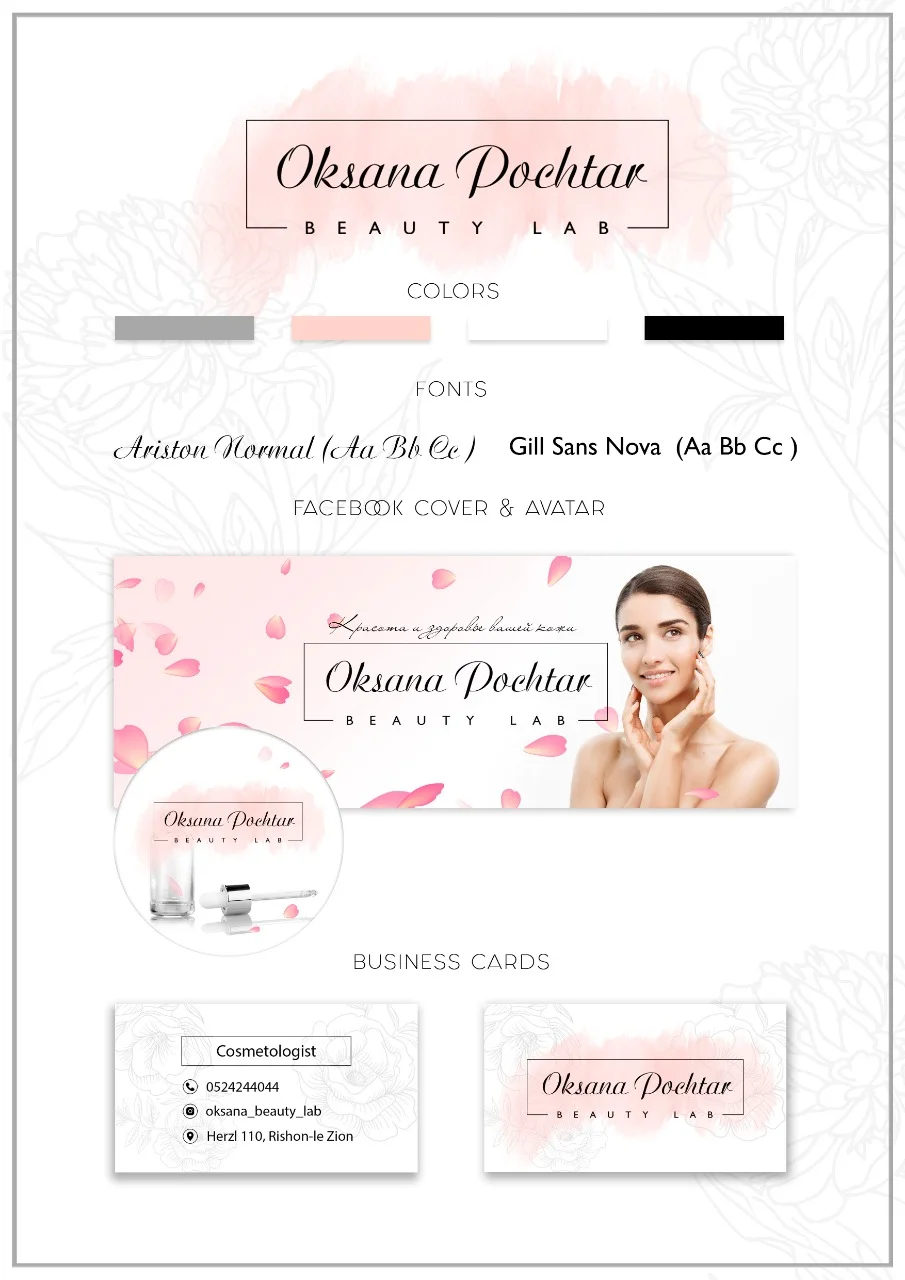 Oksana Pochtar
BEAUTY LAB
COLORS
FONTS
Ariston Normal (Aa Bb Cc)
Gill Sans Nova (Aa Bb Cc )
FACEBOOK COVER & AVATAR
Красота и здоровье вашей кожи
Oksana Pochtar
BEAUTY LAB
Oksana Pochtar
BEAUTY LAB
BUSINESS CARDS
Cosmetologist
0524244044
oksana_beauty_lab
Herzl 110, Rishon-le Zion
Oksana Pochtar
BEAUTY LAB